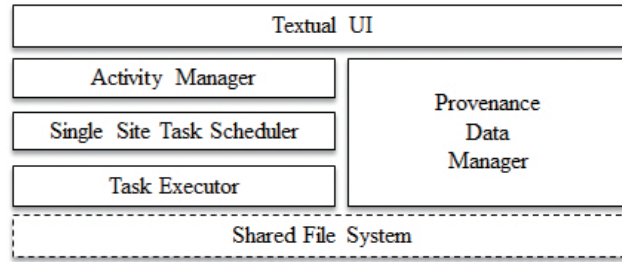 Textual UI
Activity Manager
Single Site Task Scheduler
Task Executor
Provenance
Data
Manager
Shared File System